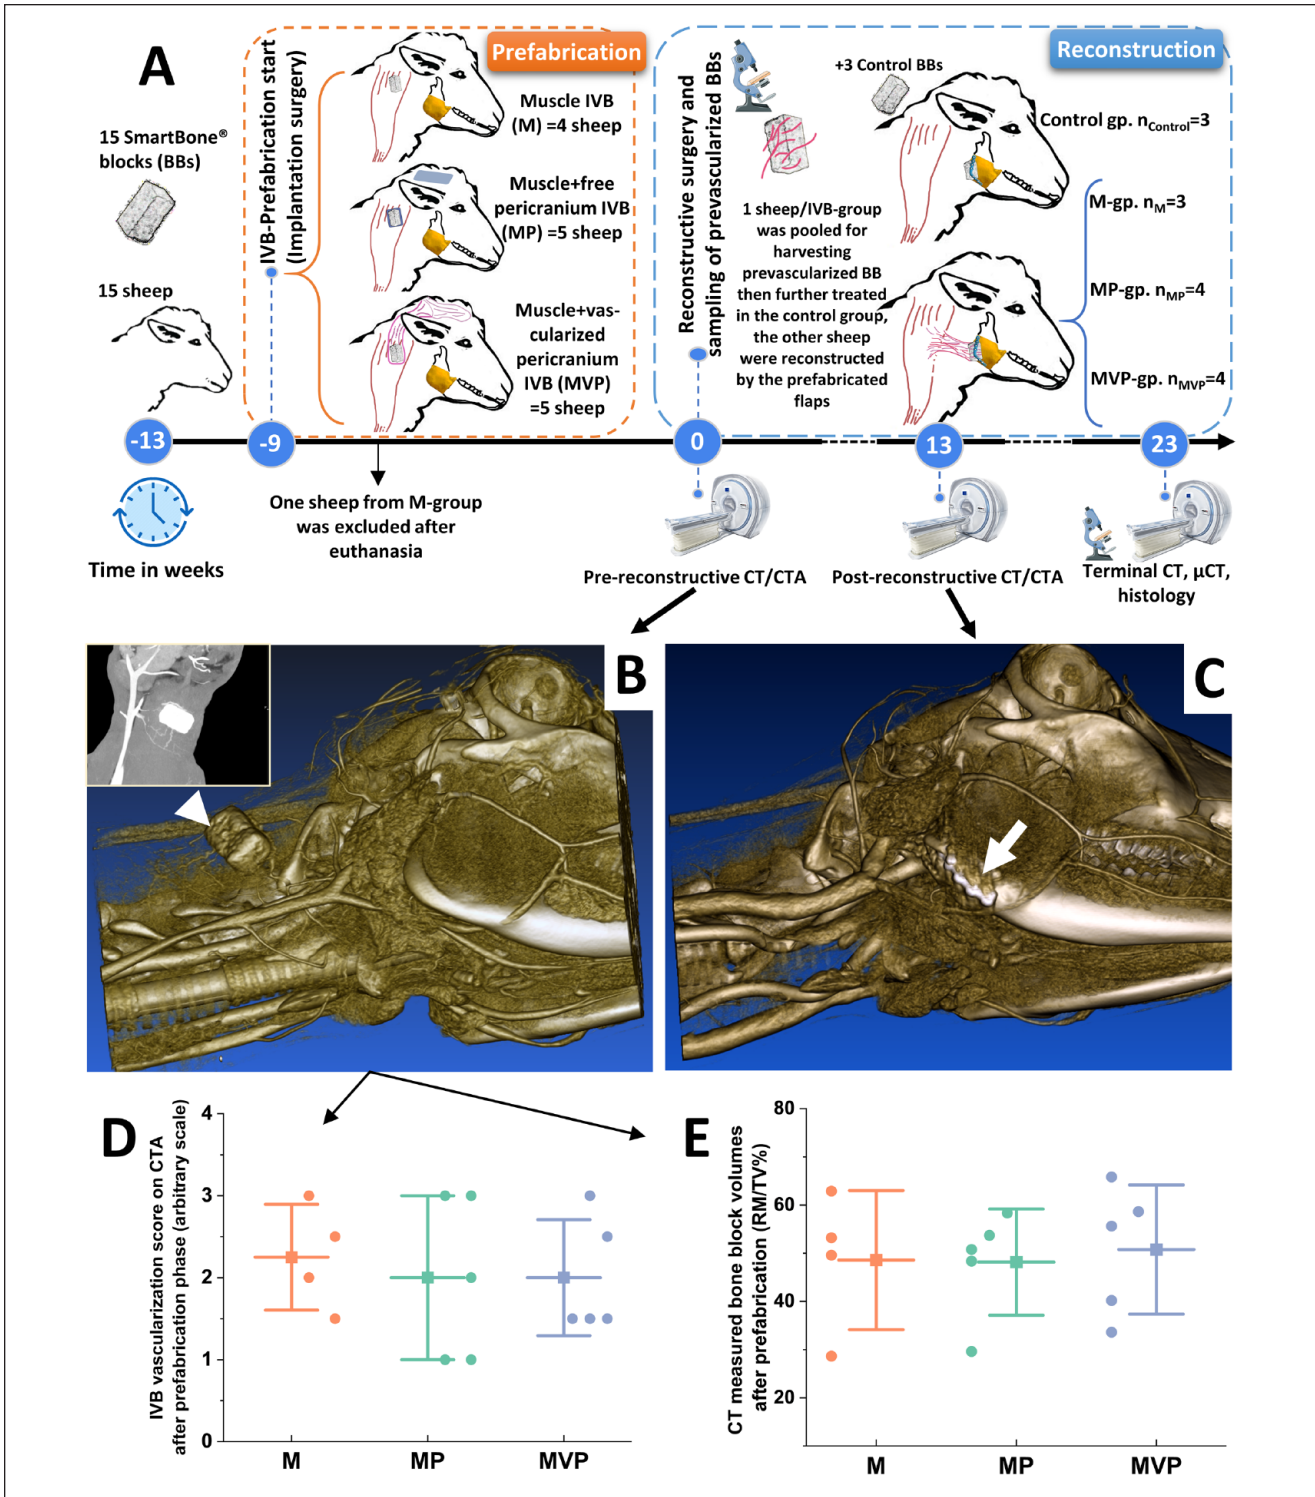 A
Prefabrication
Reconstruction
15 SmartBone®
blocks (BBs)
15 sheep
IVB-Prefabrication start
(Implantation surgery)
Muscle IVB
(M) =4 sheep
Muscle+free
pericranium IVB
(MP) =5 sheep
Muscle+vas-
cularized
pericranium
IVB (MVP)
=5 sheep
Reconstructive surgery and
sampling of prevascularized BBs
+3 Control BBs
1 sheep/IVB-group
was pooled for
harvesting
prevascularized BB
then further treated
in the control group,
the other sheep
were reconstructed
by the prefabricated
flaps
Control gp. nControl=3
M-gp. nM=3
MP-gp. nMP=4
MVP-gp. nMVP=4
-13
-9
0
13
23
Time in weeks
One sheep from M-group
was excluded after
euthanasia
Pre-reconstructive CT/CTA
Post-reconstructive CT/CTA
Terminal CT, µCT,
histology
B
C
D
IVB vascularization score on CTA
after prefabrication phase (arbitrary scale)
4
3
2
1
0
M
MP
MVP
E
CT measured bone block volumes
after prefabrication (RM/TV%)
80
60
40
20
M
MP
MVP